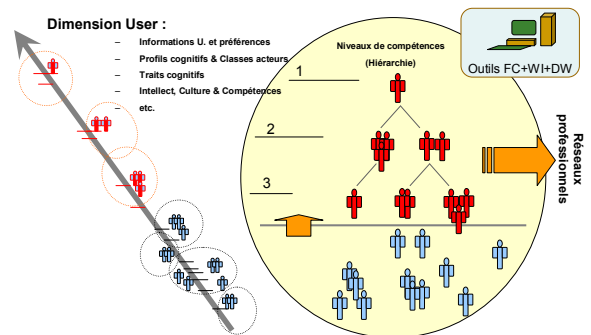 Dimension User :
– Informations U. et préférences
– Profils cognitifs & Classes acteurs
– Traits cognitifs
– Intellect, Culture & Compétences
– etc.
Niveaux de compétences
(Hiérarchie)
1
2
3
Outils FC+WI+DW
Réseaux
professionnels